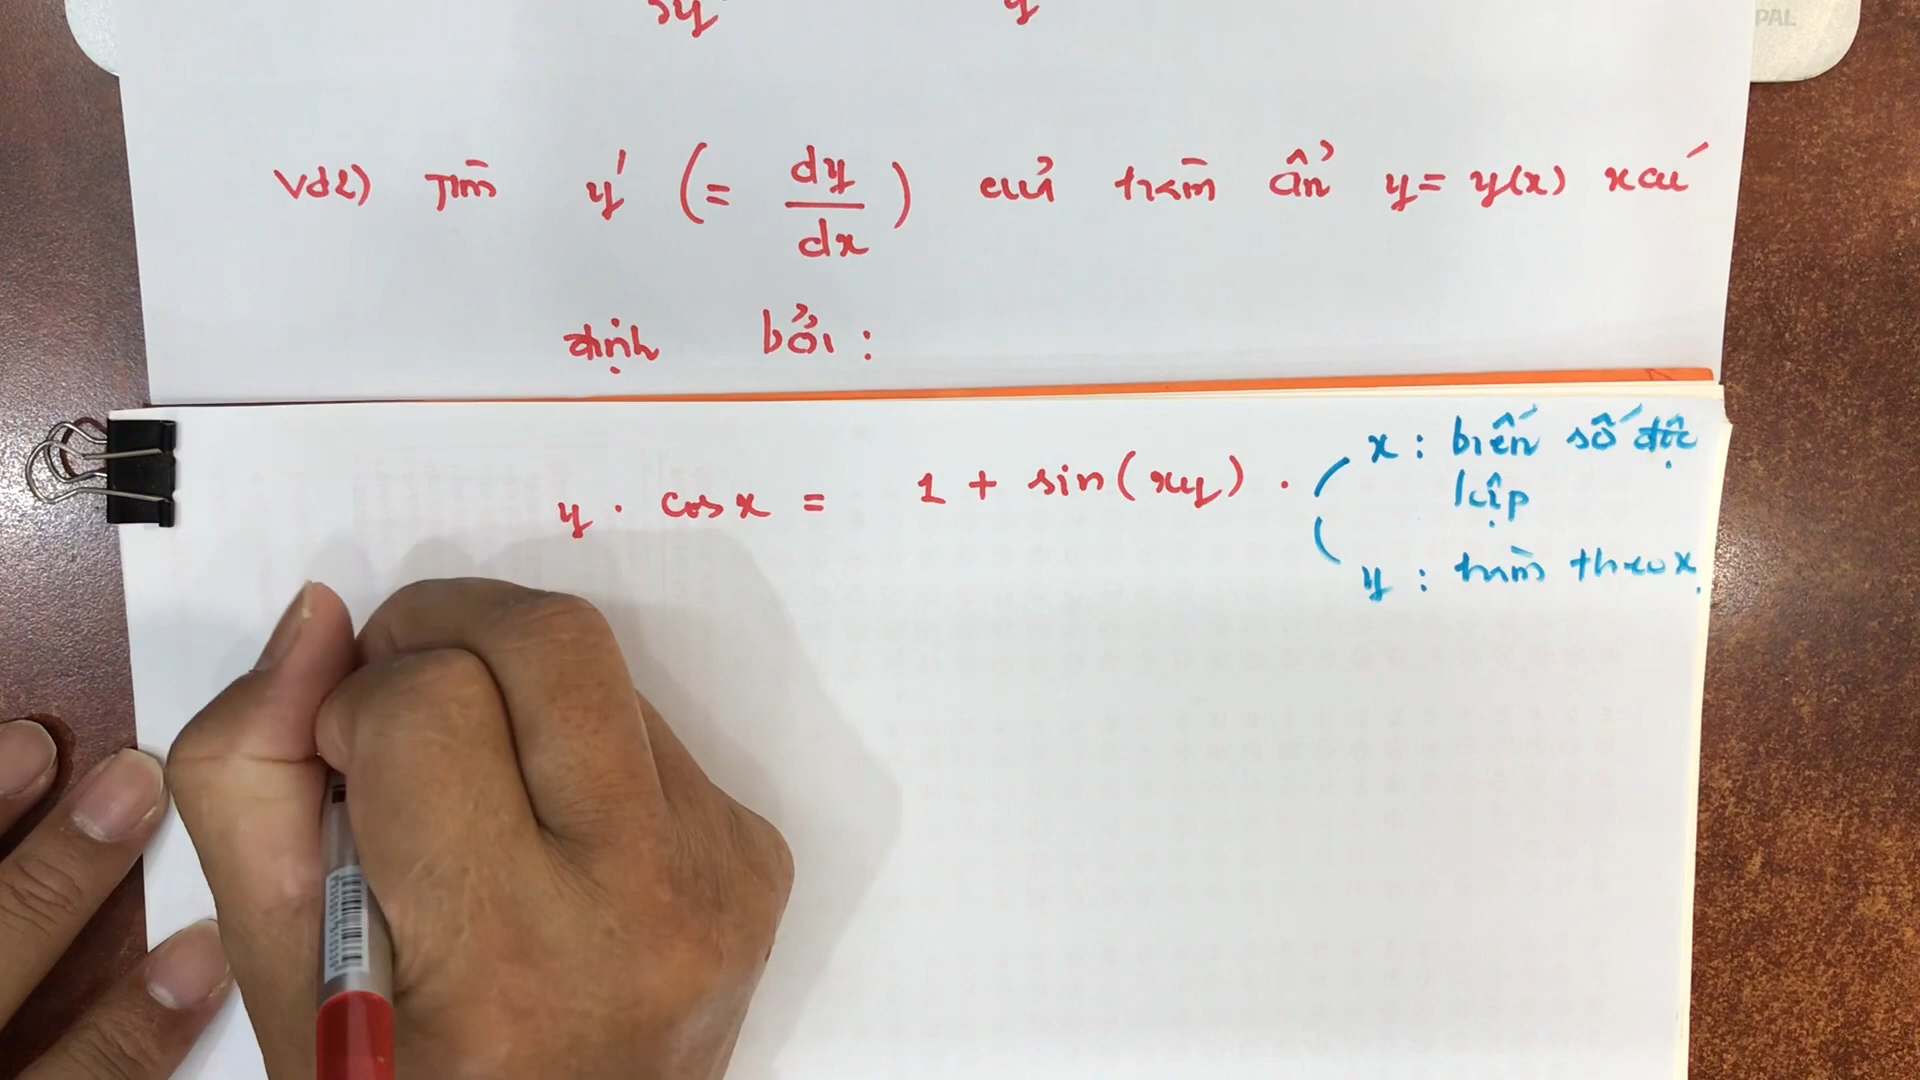 Vd2) Tìm y' (= dy/dx) của hàm ẩn y = y(x) xác
định bởi:
y . cos x = 1 + sin(xy) .
x : biến số độc
lập
y : hàm theo x.
PAL